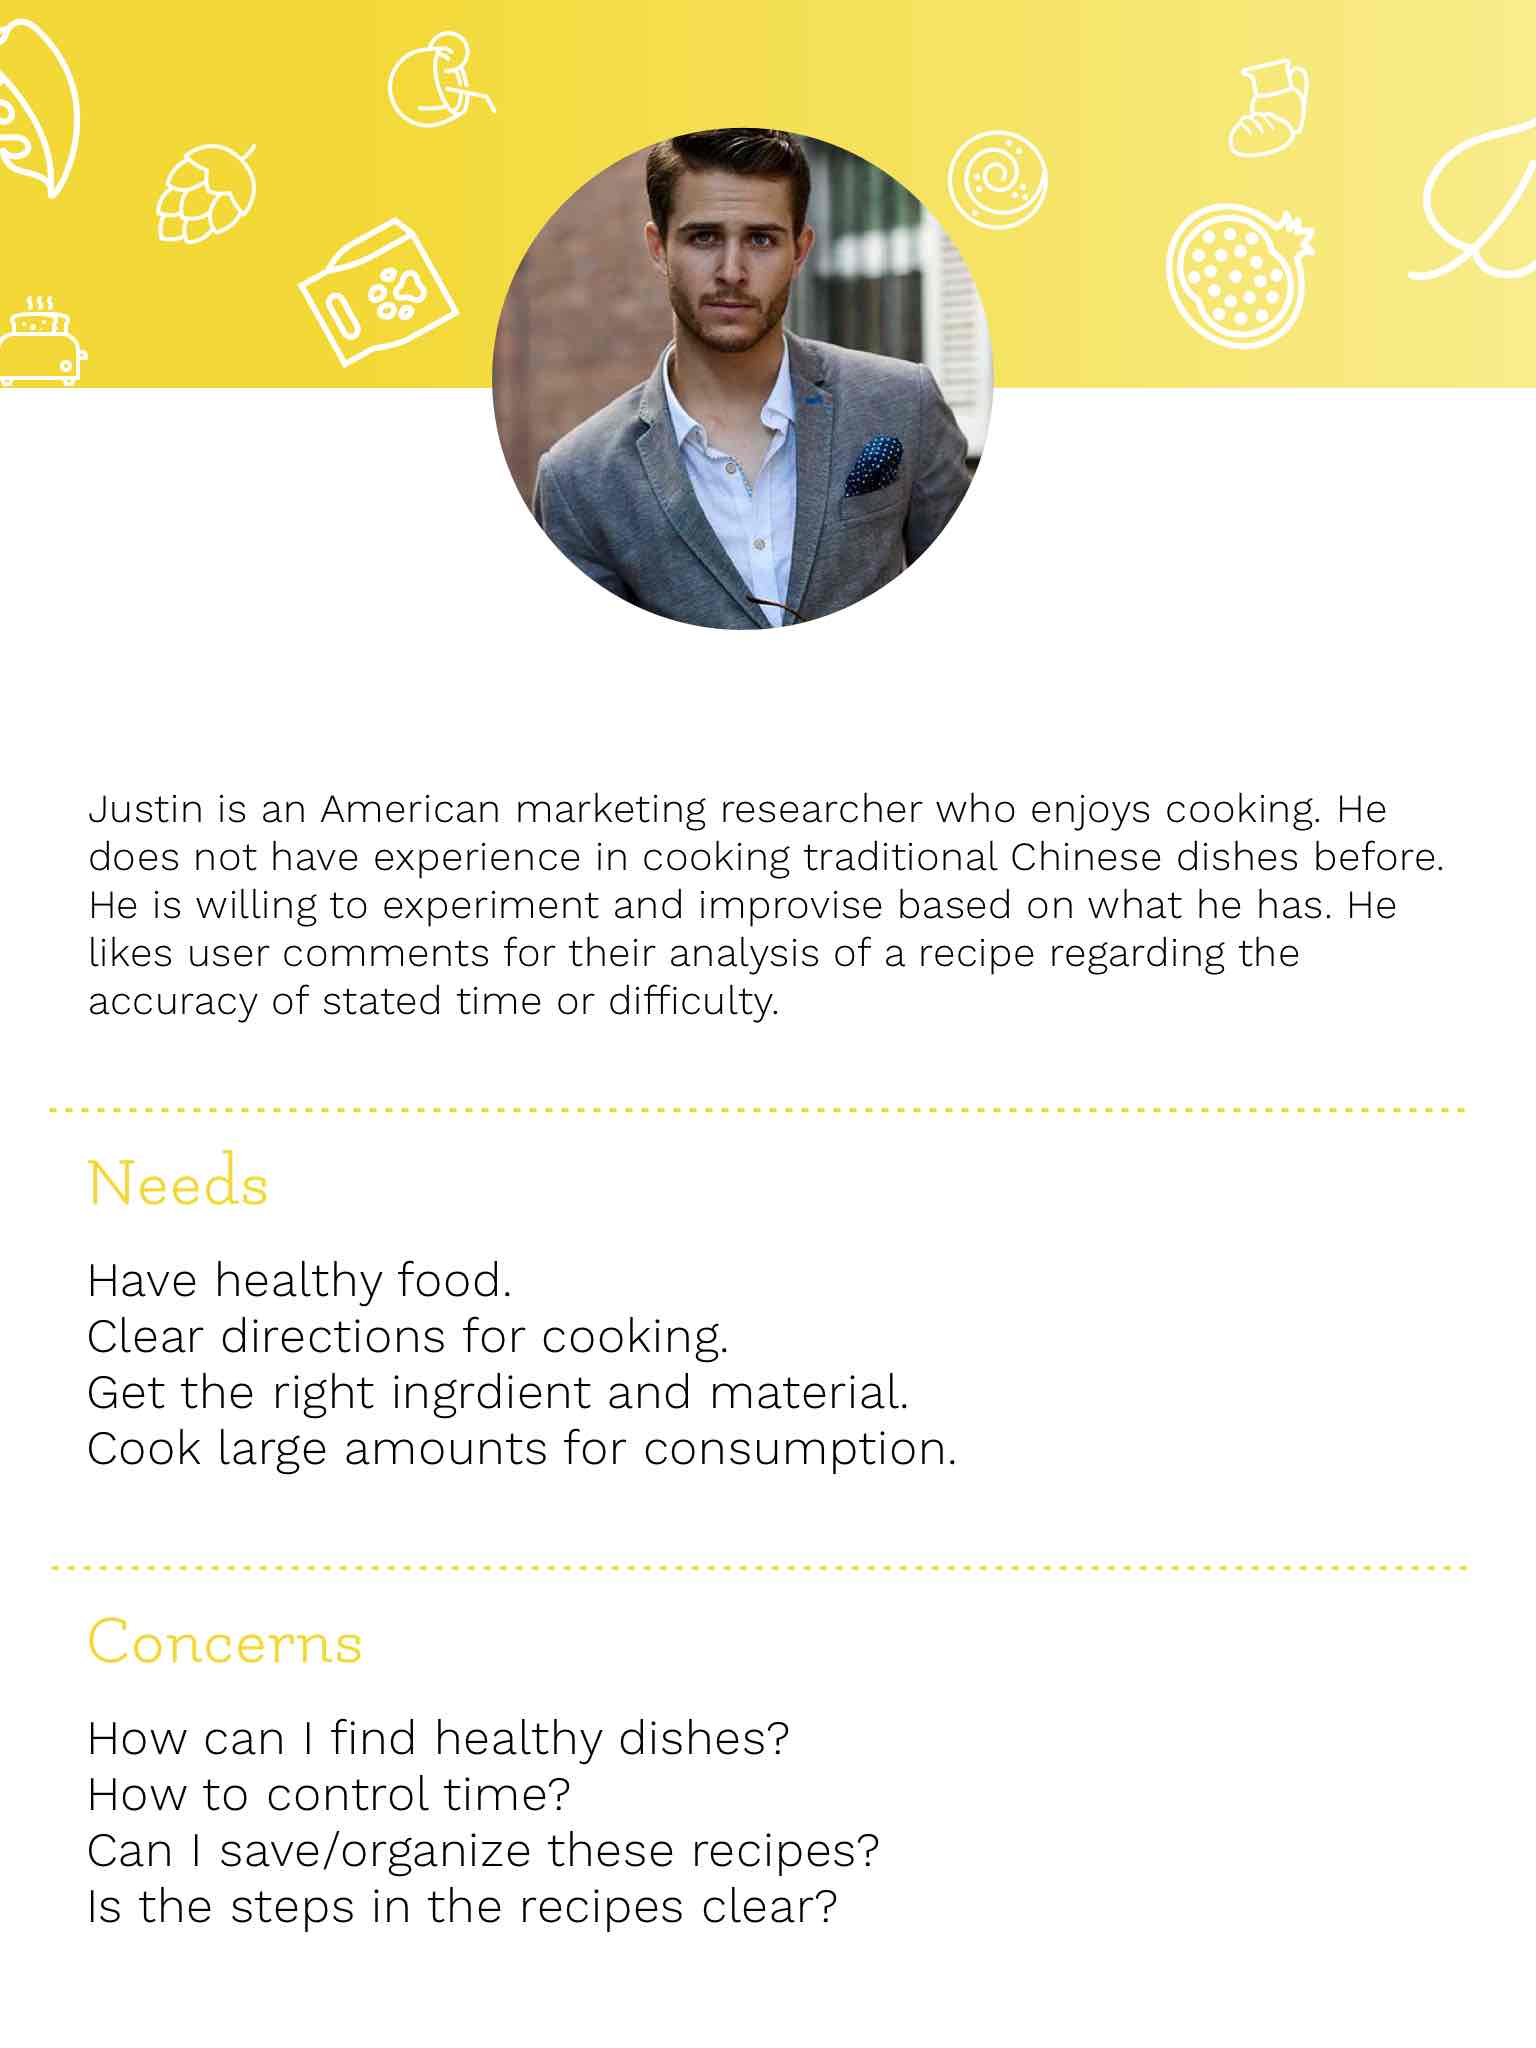 Justin is an American marketing researcher who enjoys cooking. He
does not have experience in cooking traditional Chinese dishes before.
He is willing to experiment and improvise based on what he has. He
likes user comments for their analysis of a recipe regarding the
accuracy of stated time or difficulty.
Needs
Have healthy food.
Clear directions for cooking.
Get the right ingrdient and material.
Cook large amounts for consumption.
Concerns
How can I find healthy dishes?
How to control time?
Can I save/organize these recipes?
Is the steps in the recipes clear?